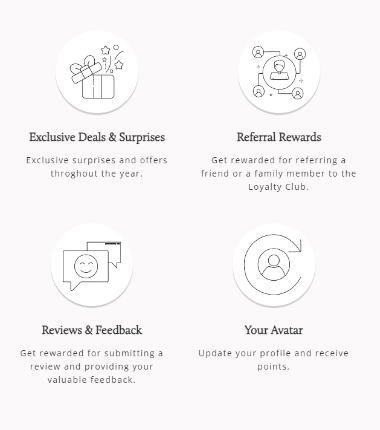 Exclusive Deals & Surprises
Exclusive surprises and offers
throghout the year.
Referral Rewards
Get rewarded for referring a
friend or a family member to the
Loyalty Club.
Reviews & Feedback
Get rewarded for submitting a
review and providing your
valuable feedback.
Your Avatar
Update your profile and receive
points.